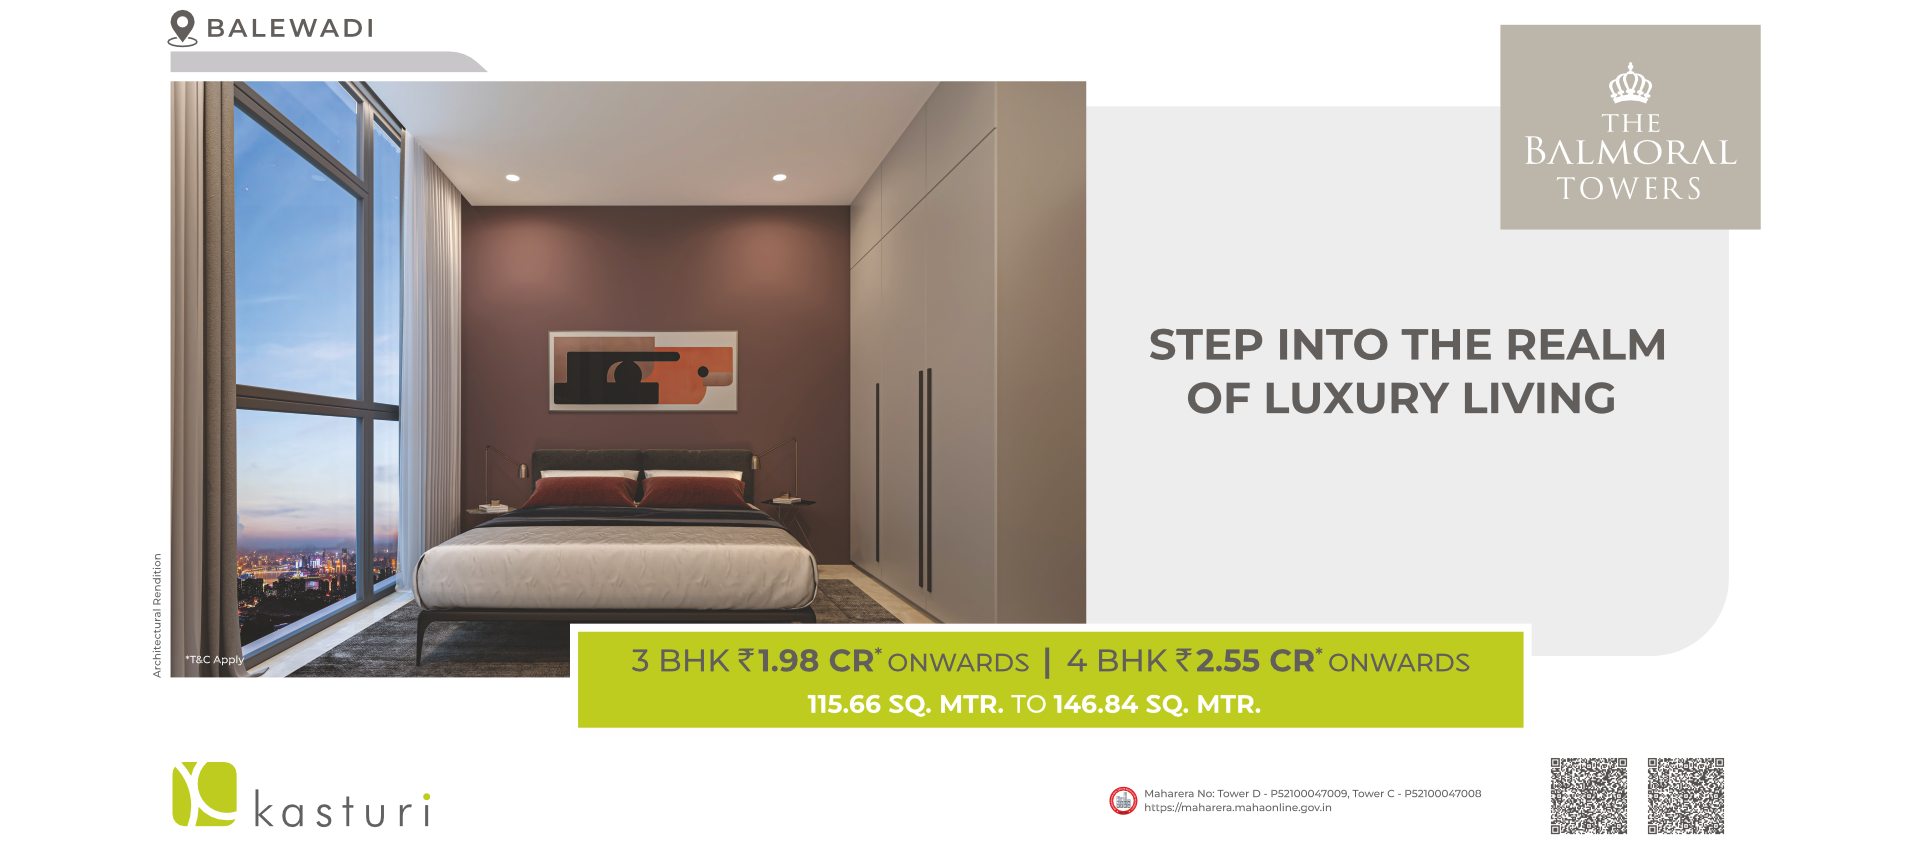 BALEWADI
THE
BALMORAL
TOWERS
STEP INTO THE REALM
OF LUXURY LIVING
Architectural Rendition
*T&C Apply
3 BHK ₹1.98 CR* ONWARDS | 4 BHK ₹2.55 CR* ONWARDS
115.66 SQ. MTR. TO 146.84 SQ. MTR.
kasturi
Maharera No: Tower D - P52100047009, Tower C - P52100047008
https://maharera.mahaonline.gov.in